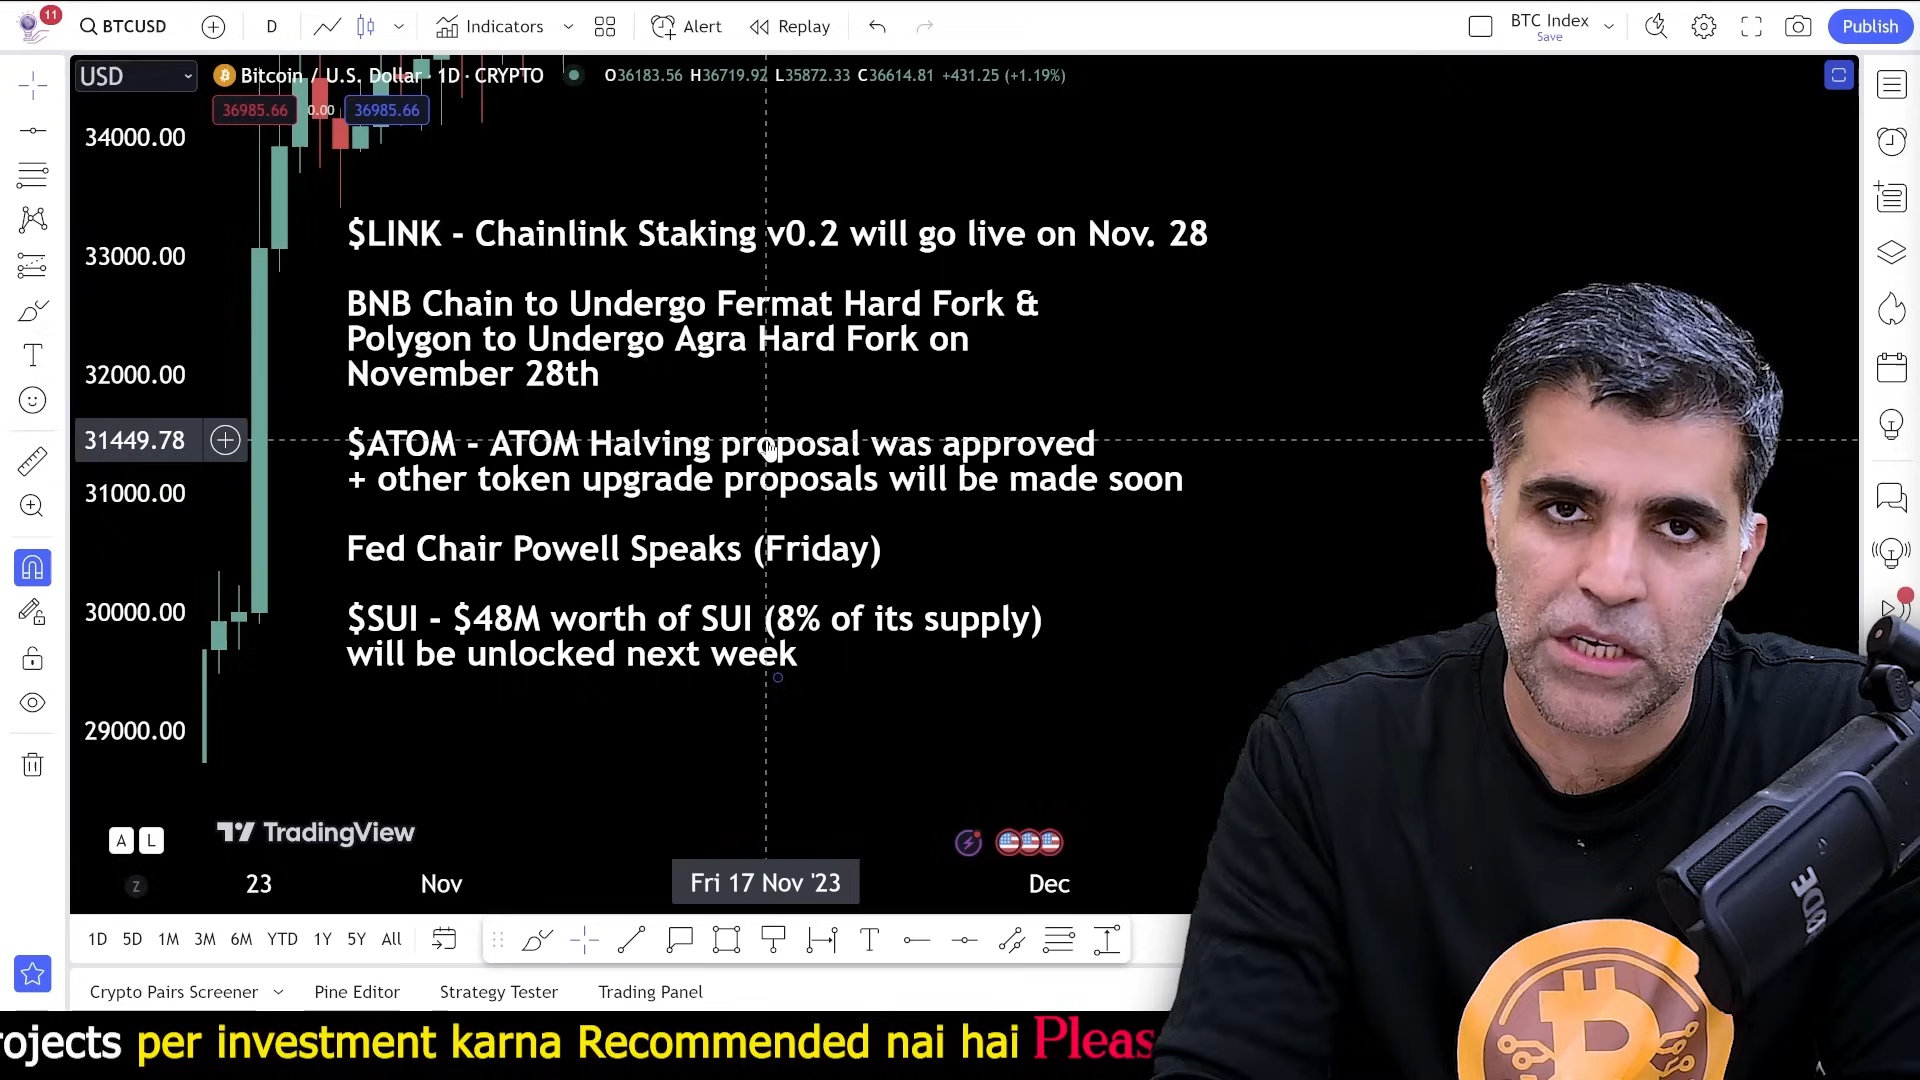 11
BTCUSD
D
Indicators
Alert
Replay
BTC Index
Save
Publish
USD
Bitcoin / U.S. Dollar · 1D · CRYPTO
O36183.56 H36719.92 L35872.33 C36614.81 +431.25 (+1.19%)
36985.66
0.00
36985.66
34000.00
33000.00
32000.00
31449.78
31000.00
30000.00
29000.00
$LINK - Chainlink Staking v0.2 will go live on Nov. 28
BNB Chain to Undergo Fermat Hard Fork &
Polygon to Undergo Agra Hard Fork on
November 28th
$ATOM - ATOM Halving proposal was approved
+ other token upgrade proposals will be made soon
Fed Chair Powell Speaks (Friday)
$SUI - $48M worth of SUI (8% of its supply)
will be unlocked next week
A
L
TradingView
Z
23
Nov
Fri 17 Nov '23
Dec
1D
5D
1M
3M
6M
YTD
1Y
5Y
All
Crypto Pairs Screener
Pine Editor
Strategy Tester
Trading Panel
RØDE
rojects per investment karna Recommended nai hai Pleas